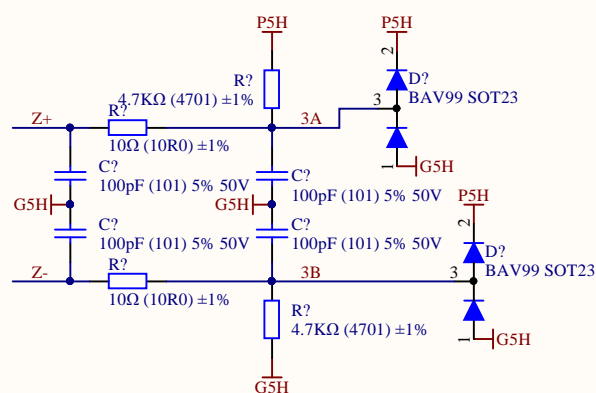 P5H
P5H
2
R?
4.7KΩ (4701) ±1%
D?
BAV99 SOT23
R?
3
Z+
3A
10Ω (10R0) ±1%
1
G5H
C?
100pF (101) 5% 50V
C?
100pF (101) 5% 50V
G5H
G5H
P5H
C?
100pF (101) 5% 50V
C?
100pF (101) 5% 50V
2
D?
BAV99 SOT23
R?
Z-
3B
3
10Ω (10R0) ±1%
R?
4.7KΩ (4701) ±1%
1
G5H
G5H